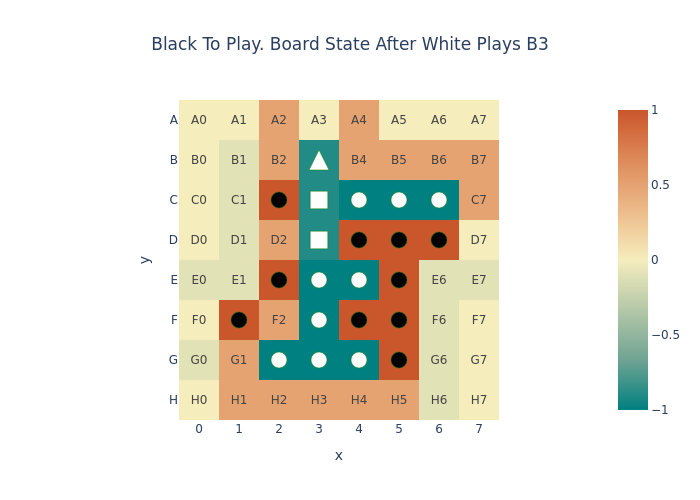 Black To Play. Board State After White Plays B3
A A0 A1 A2 A3 A4 A5 A6 A7
B B0 B1 B2 B4 B5 B6 B7
C C0 C1 C7
D D0 D1 D2 D7
E E0 E1 E6 E7
F F0 F2 F6 F7
G G0 G1 G6 G7
H H0 H1 H2 H3 H4 H5 H6 H7
0 1 2 3 4 5 6 7
x
y
1
0.5
0
−0.5
−1